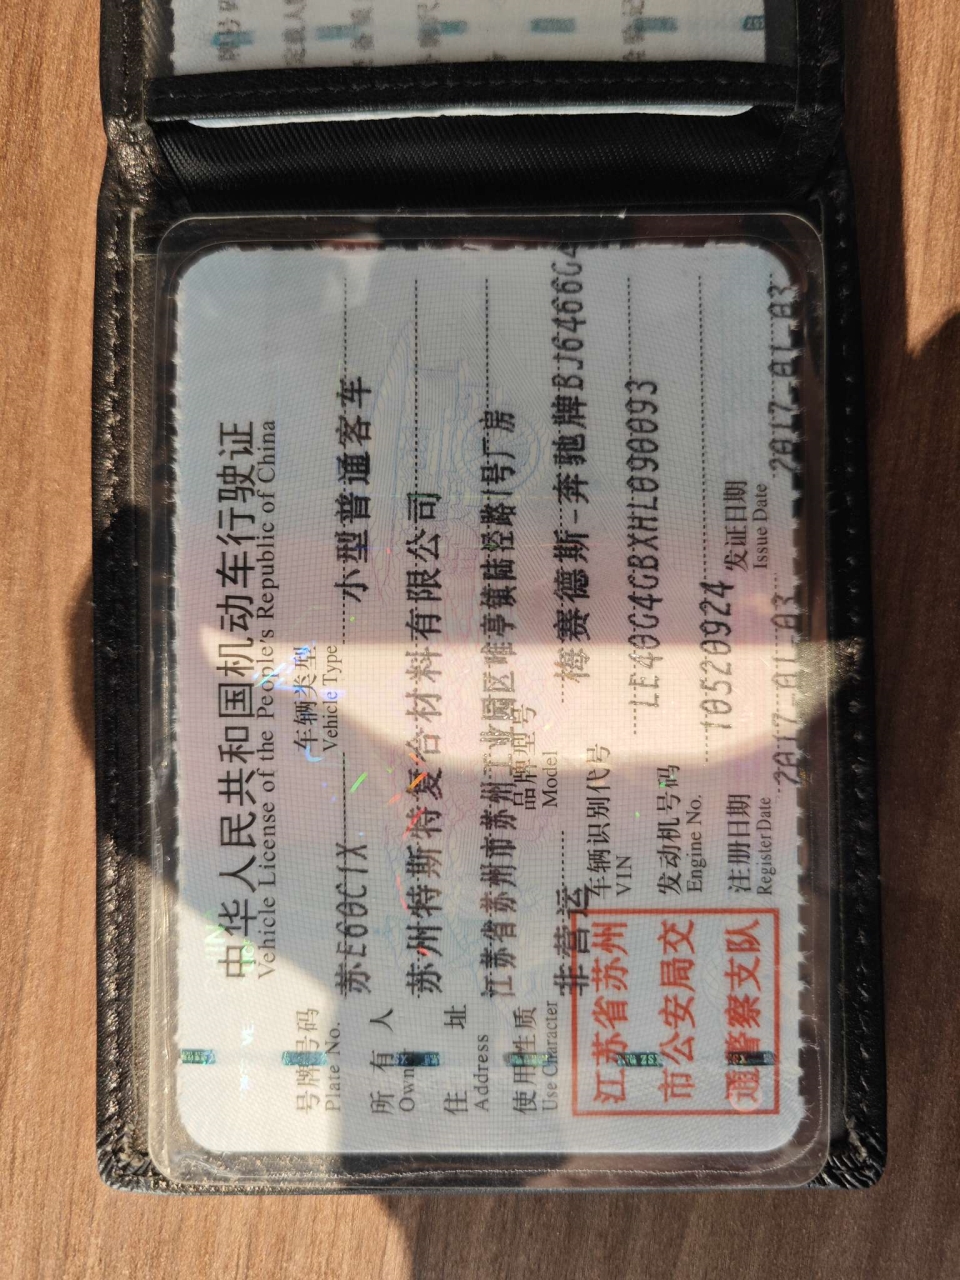 中华人民共和国机动车行驶证
Vehicle License of the People's Republic of China
号牌号码 苏E60C1X 车辆类型 小型普通客车
Plate No. Vehicle Type
所有人 苏州特斯特复合材料有限公司
Owner
住址 江苏省苏州市苏州工业园区唯亭镇陆泾路1号厂房
Address
使用性质 非营运 品牌型号 梅赛德斯-奔驰牌BJ6466G4
Use Character Model
车辆识别代号 LE40G4GBXHL090093
VIN
发动机号码 10520924
Engine No.
注册日期 2017-01-03 发证日期 2017-01-03
Register Date Issue Date
江苏省苏州
市公安局交
通警察支队